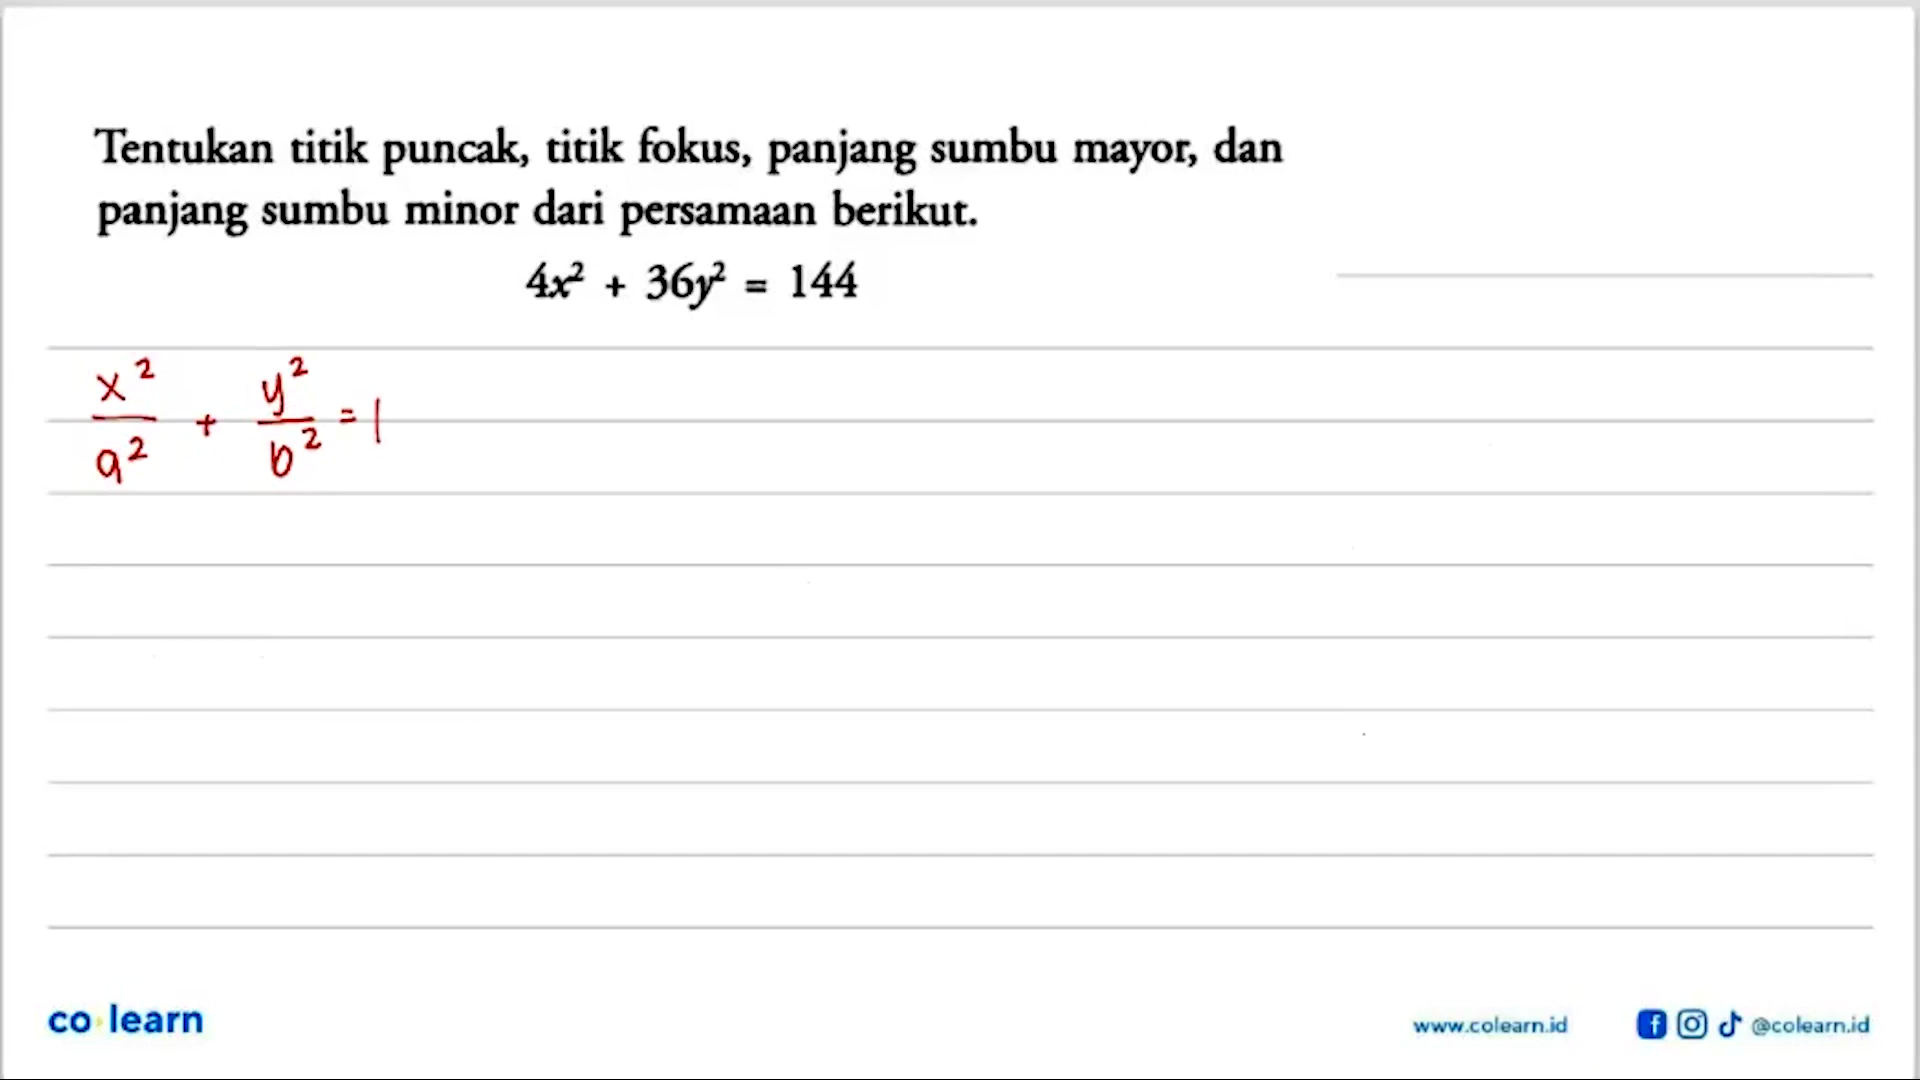 Tentukan titik puncak, titik fokus, panjang sumbu mayor, dan
panjang sumbu minor dari persamaan berikut.
4x² + 36y² = 144
x²/a² + y²/b² = 1
co learn
www.colearn.id @colearn.id